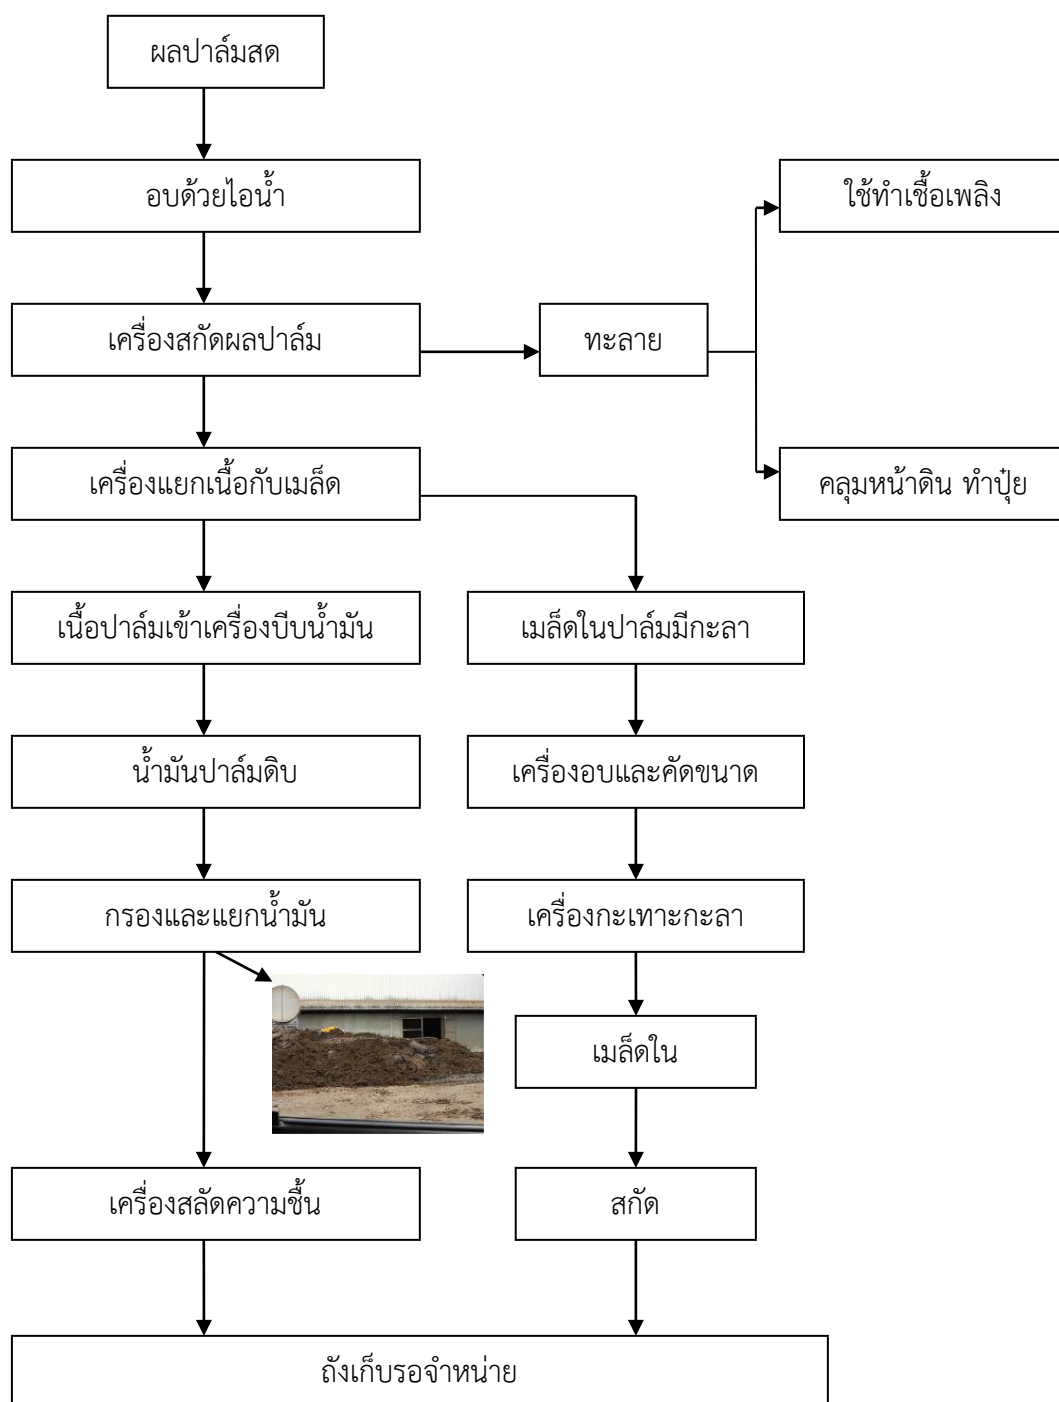 ผลปาล์มสด
อบด้วยไอน้ำ
ใช้ทำเชื้อเพลิง
เครื่องสกัดผลปาล์ม
ทะลาย
เครื่องแยกเนื้อกับเมล็ด
คลุมหน้าดิน ทำปุ๋ย
เนื้อปาล์มเข้าเครื่องบีบน้ำมัน
เมล็ดในปาล์มมีกะลา
น้ำมันปาล์มดิบ
เครื่องอบและคัดขนาด
กรองและแยกน้ำมัน
เครื่องกะเทาะกะลา
เมล็ดใน
เครื่องสลัดความชื้น
สกัด
ถังเก็บรอจำหน่าย